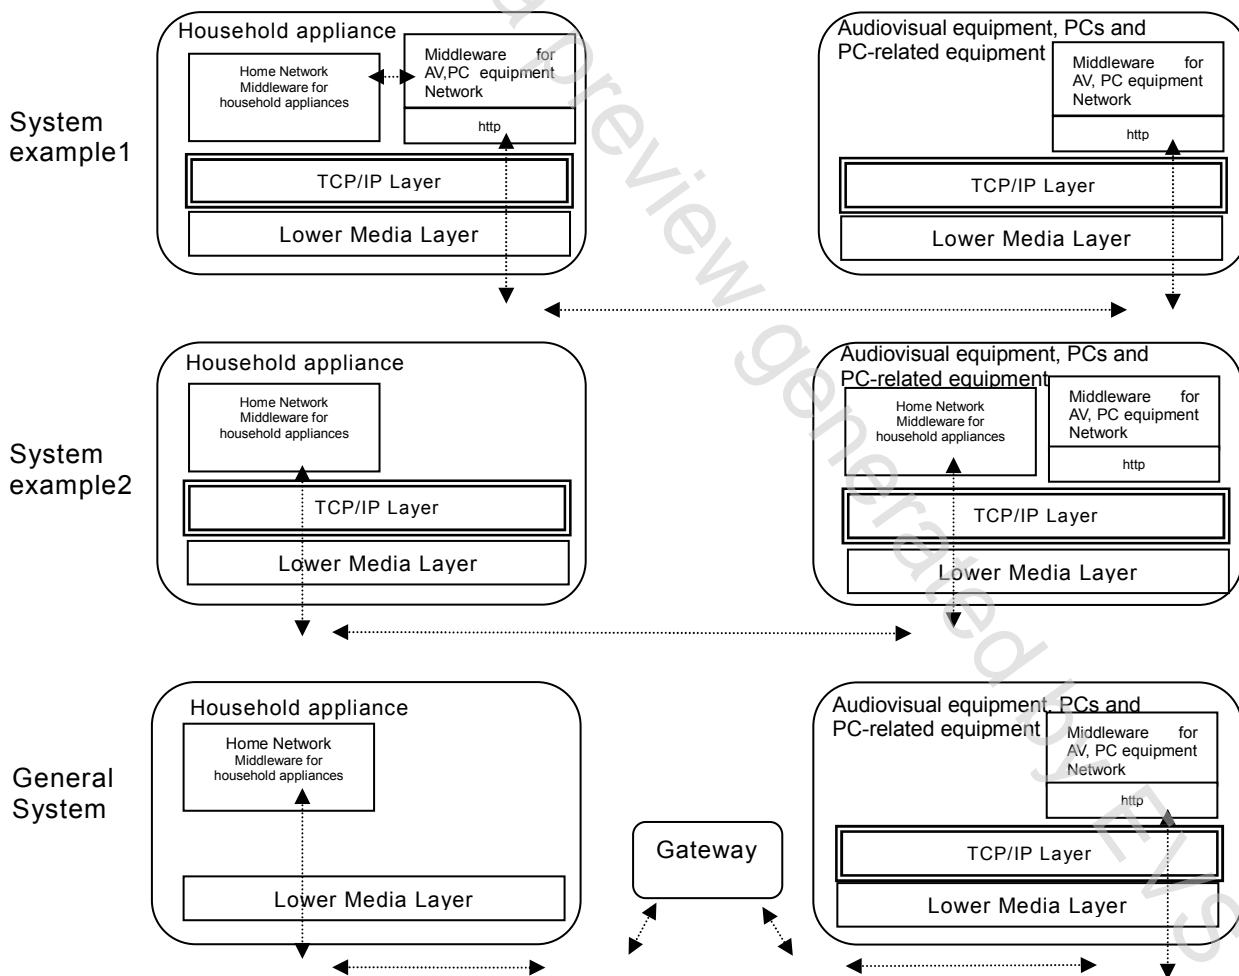 Household appliance
Home Network
Middleware for
household appliances
Middleware for
AV,PC equipment
Network
http
TCP/IP Layer
Lower Media Layer
System
example1
Audiovisual equipment, PCs and
PC-related equipment
Middleware for
AV, PC equipment
Network
http
TCP/IP Layer
Lower Media Layer
Household appliance
Home Network
Middleware for
household appliances
TCP/IP Layer
Lower Media Layer
System
example2
Audiovisual equipment, PCs and
PC-related equipment
Home Network
Middleware for
household appliances
Middleware for
AV, PC equipment
Network
http
TCP/IP Layer
Lower Media Layer
Household appliance
Home Network
Middleware for
household appliances
Lower Media Layer
General
System
Gateway
Audiovisual equipment, PCs and
PC-related equipment
Middleware for
AV, PC equipment
Network
http
TCP/IP Layer
Lower Media Layer
a preview generated by EVS